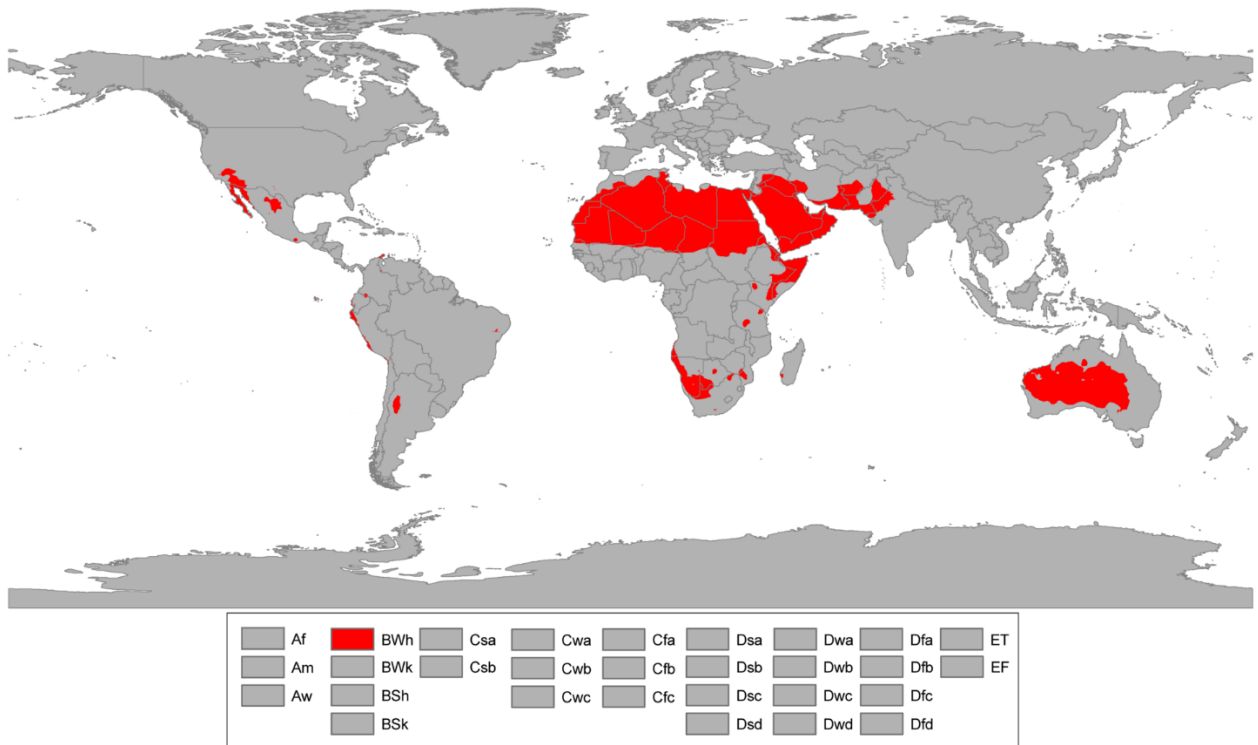 Af BWh Csa Cwa Cfa Dsa Dwa Dfa ET
Am BWk Csb Cwb Cfb Dsb Dwb Dfb EF
Aw BSh Cwc Cfc Dsc Dwc Dfc
BSk Dsd Dwd Dfd